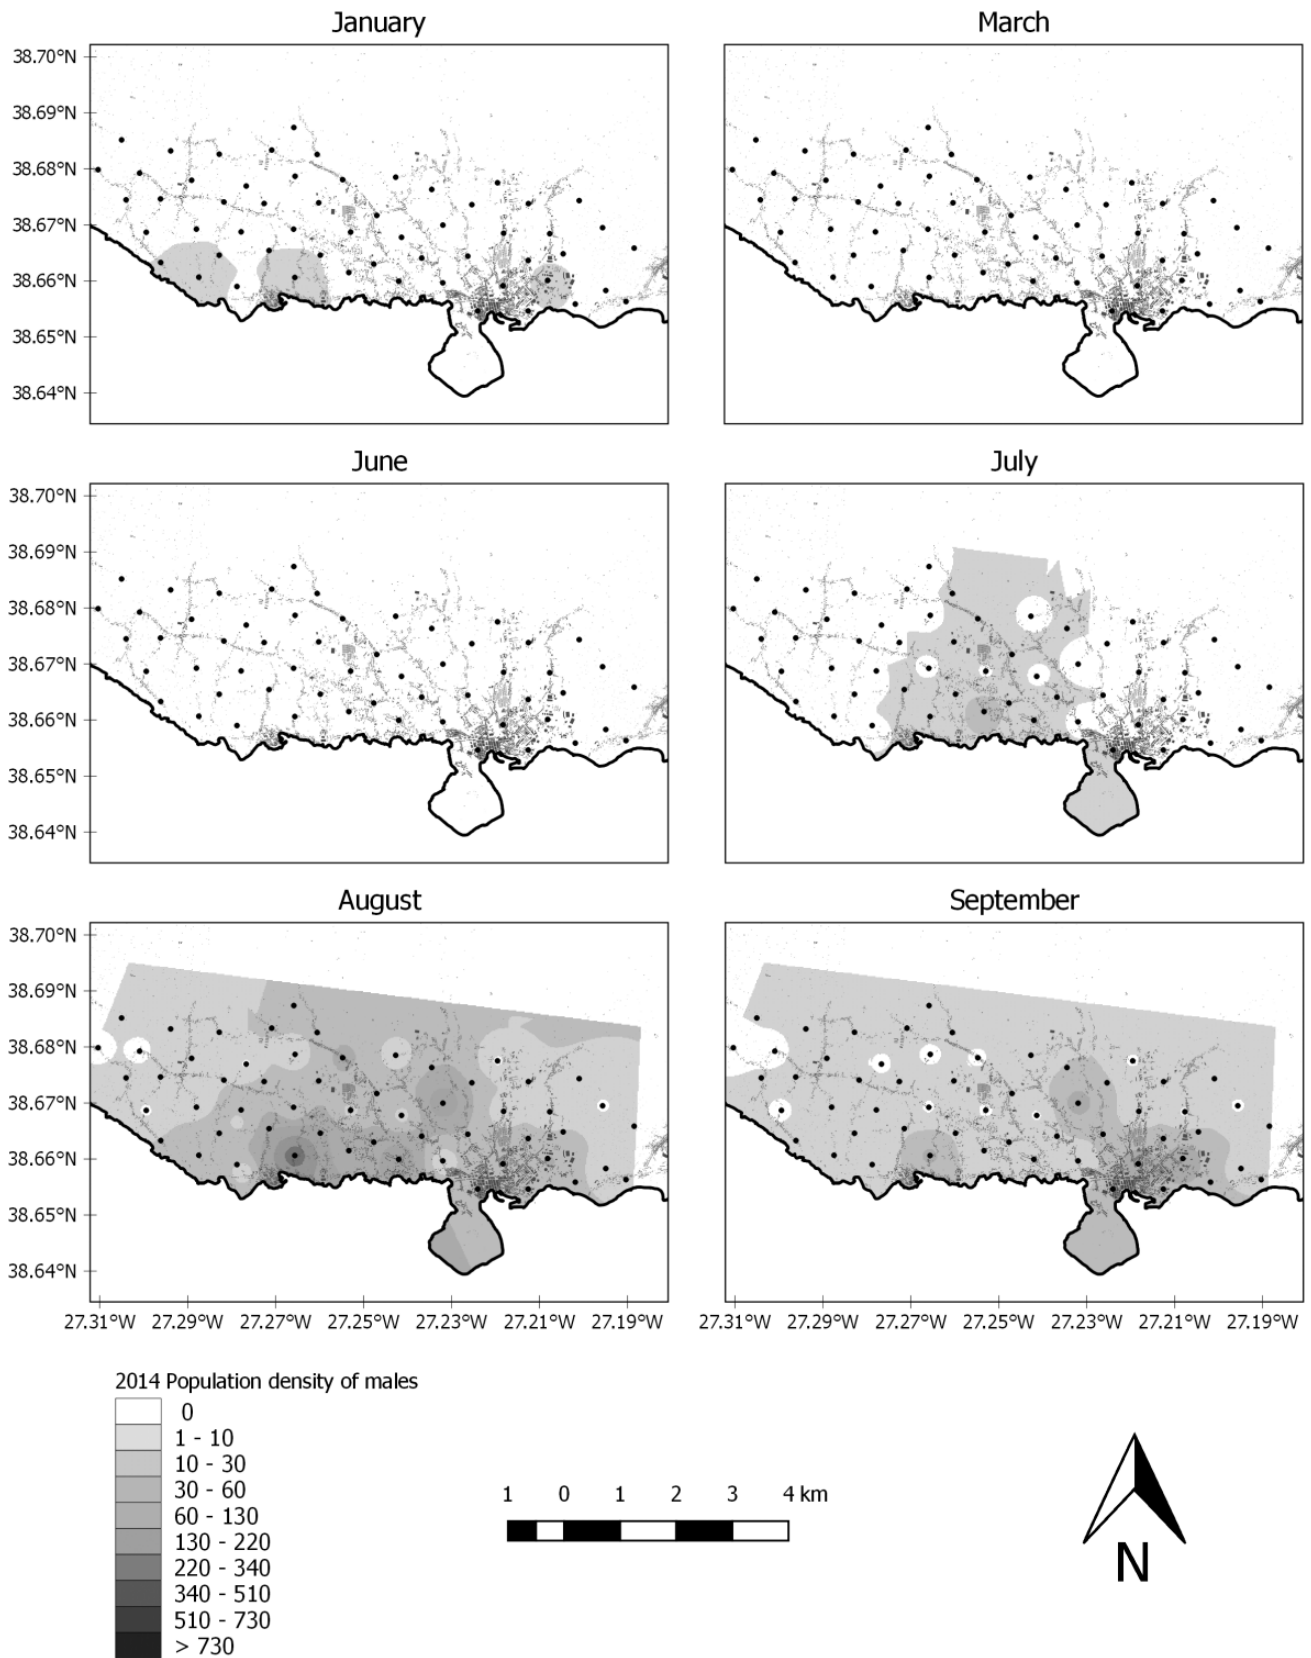 January March
38.70°N
38.69°N
38.68°N
38.67°N
38.66°N
38.65°N
38.64°N
June July
38.70°N
38.69°N
38.68°N
38.67°N
38.66°N
38.65°N
38.64°N
August September
38.70°N
38.69°N
38.68°N
38.67°N
38.66°N
38.65°N
38.64°N
27.31°W 27.29°W 27.27°W 27.25°W 27.23°W 27.21°W 27.19°W 27.31°W 27.29°W 27.27°W 27.25°W 27.23°W 27.21°W 27.19°W
2014 Population density of males
0
1 - 10
10 - 30
30 - 60
60 - 130
130 - 220
220 - 340
340 - 510
510 - 730
> 730
1 0 1 2 3 4 km
N